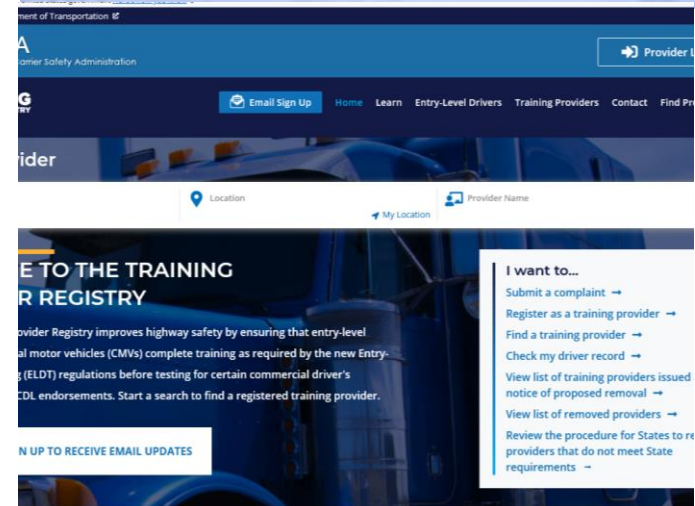 ment of Transportation
A
Carrier Safety Administration
Provider L
G
RY
Email Sign Up Home Learn Entry-Level Drivers Training Providers Contact Find Pr
ider
Location
My Location
Provider Name
E TO THE TRAINING
R REGISTRY
ovider Registry improves highway safety by ensuring that entry-level
al motor vehicles (CMVs) complete training as required by the new Entry-
g (ELDT) regulations before testing for certain commercial driver's
CDL endorsements. Start a search to find a registered training provider.
N UP TO RECEIVE EMAIL UPDATES
I want to...
Submit a complaint →
Register as a training provider →
Find a training provider →
Check my driver record →
View list of training providers issued
notice of proposed removal →
View list of removed providers →
Review the procedure for States to re
providers that do not meet State
requirements →